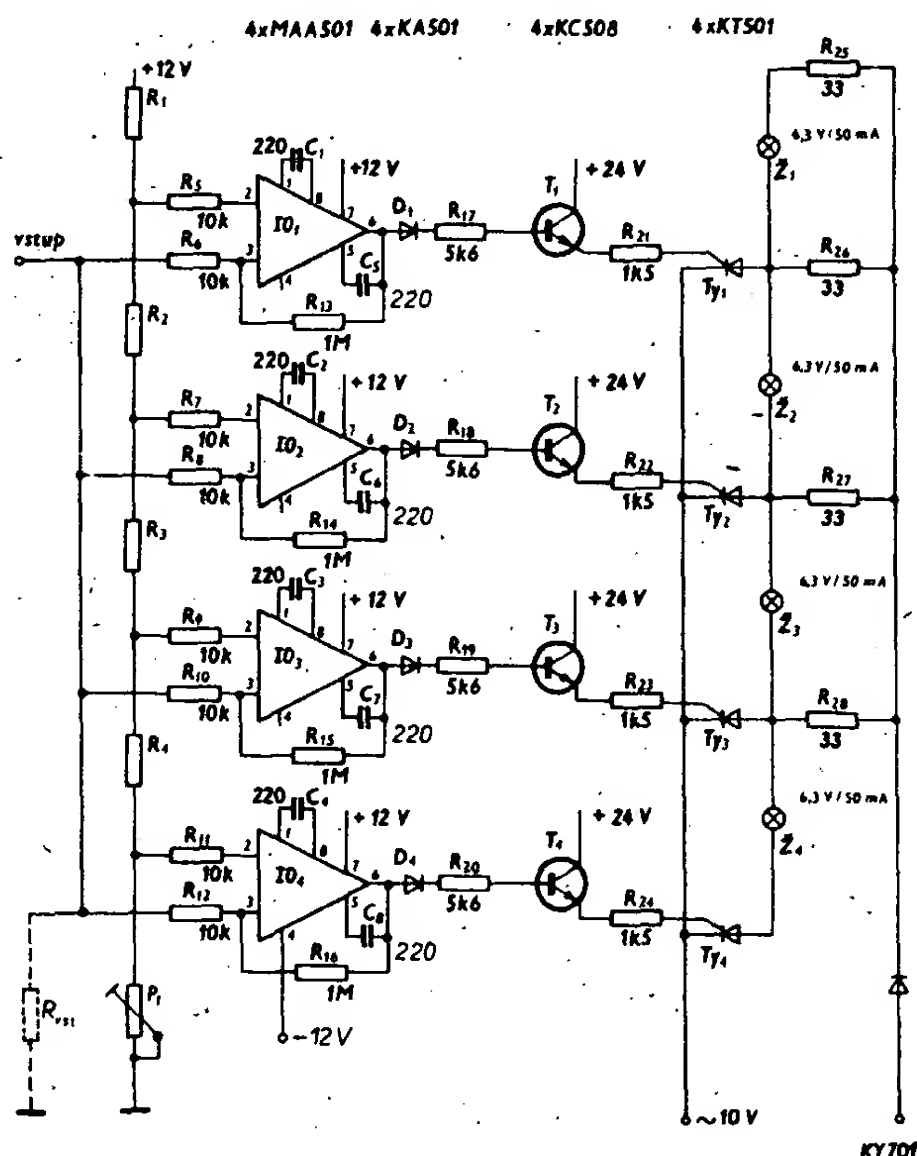 4xMAA501 4xKA501 4xKC508 4xKT501
+12 V
R1
R5
10k
vstup
R6
10k
220 C1
+12 V
2
3
1
8
7
6
5
4
IO1
C5
220
R13
1M
D1
R17
5k6
T1
+24 V
R21
1k5
Ty1
R25
33
6,3 V/50 mA
Ž1
R26
33
R2
R7
10k
R8
10k
220 C2
+12 V
2
3
1
8
7
6
5
4
IO2
C6
220
R14
1M
D2
R18
5k6
T2
+24 V
R22
1k5
Ty2
6,3 V/50 mA
Ž2
R27
33
R3
R9
10k
R10
10k
220 C3
+12 V
2
3
1
8
7
6
5
4
IO3
C7
220
R15
1M
D3
R19
5k6
T3
+24 V
R23
1k5
Ty3
6,3 V/50 mA
Ž3
R28
33
R4
R11
10k
R12
10k
220 C4
+12 V
2
3
1
8
7
6
5
4
IO4
C8
220
R16
1M
D4
R20
5k6
T4
+24 V
R24
1k5
Ty4
6,3 V/50 mA
Ž4
Rvst
P1
-12 V
~10 V
KY701